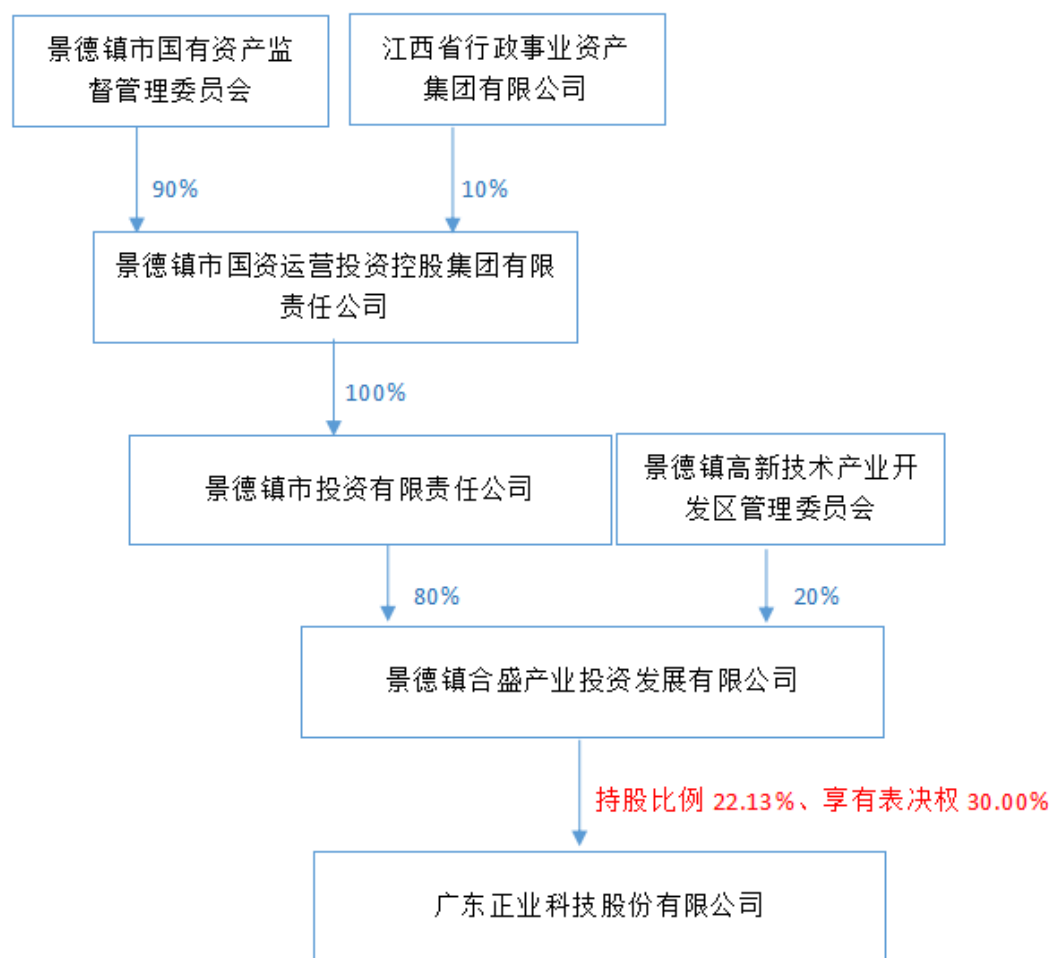 景德镇市国有资产监
督管理委员会
江西省行政事业资产
集团有限公司
90%
10%
景德镇市国资运营投资控股集团有限
责任公司
100%
景德镇市投资有限责任公司
景德镇高新技术产业开
发区管理委员会
80%
20%
景德镇合盛产业投资发展有限公司
持股比例 22.13%、享有表决权 30.00%
广东正业科技股份有限公司